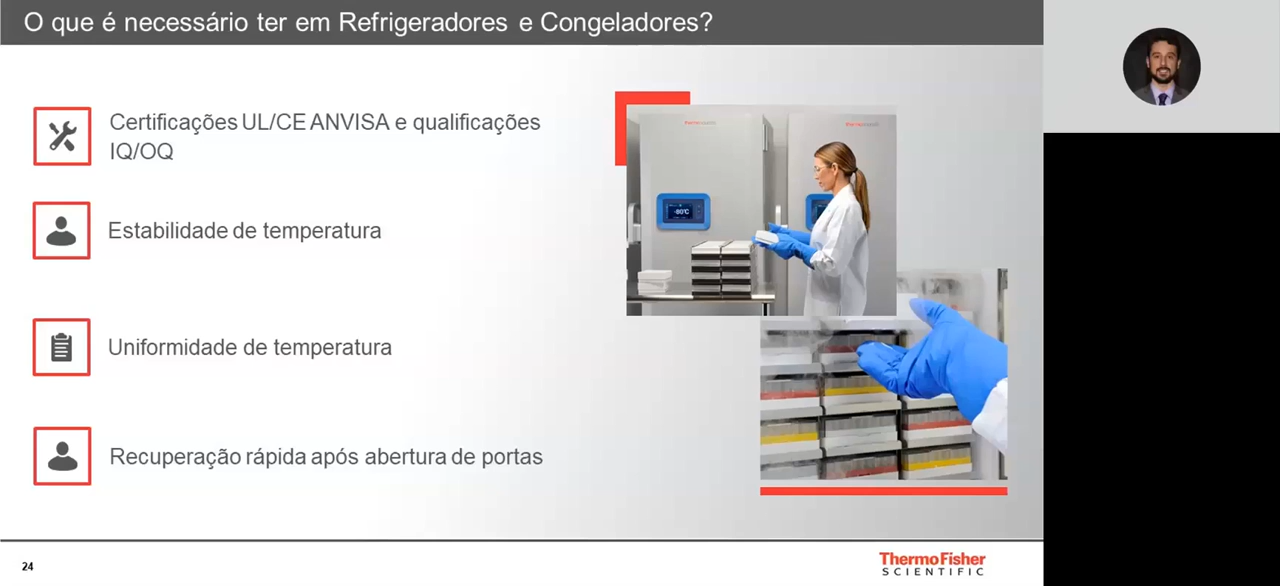 O que é necessário ter em Refrigeradores e Congeladores?
Certificações UL/CE ANVISA e qualificações
IQ/OQ
Estabilidade de temperatura
Uniformidade de temperatura
Recuperação rápida após abertura de portas
-80°C
24
ThermoFisher
SCIENTIFIC